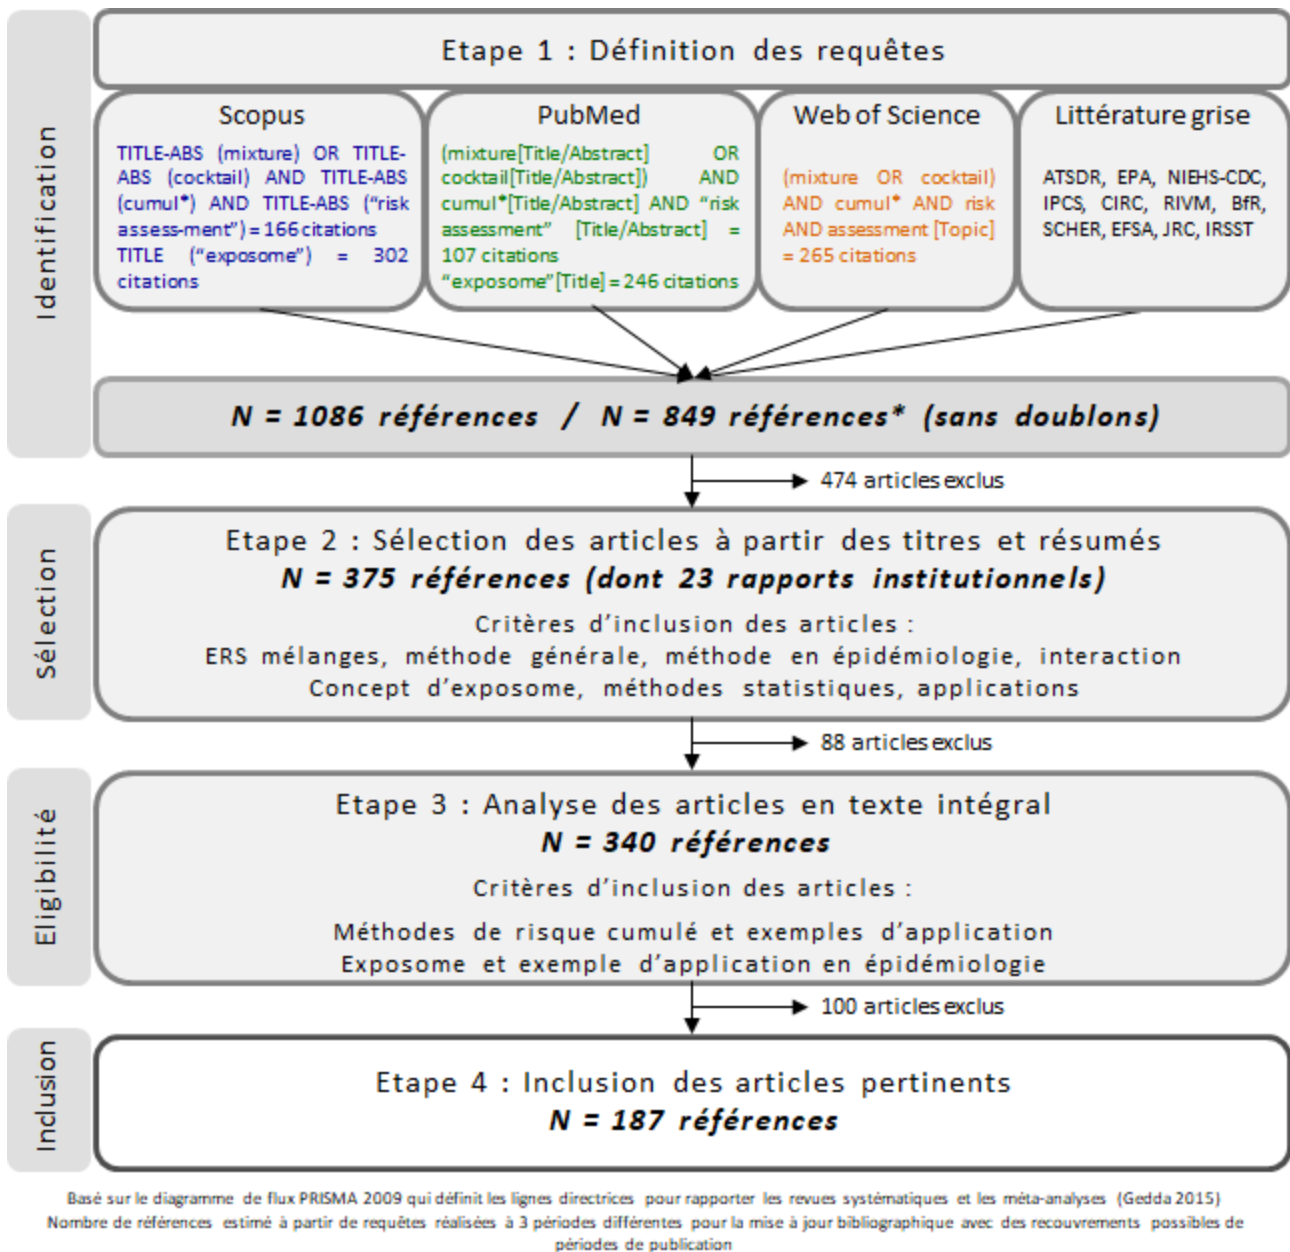 Identification
Etape 1 : Définition des requêtes
Scopus
TITLE-ABS (mixture) OR TITLE-
ABS (cocktail) AND TITLE-ABS
(cumul*) AND TITLE-ABS ("risk
assess-ment") = 166 citations
TITLE ("exposome") = 302
citations
PubMed
(mixture[Title/Abstract] OR
cocktail[Title/Abstract]) AND
cumul*[Title/Abstract] AND "risk
assessment" [Title/Abstract] =
107 citations
"exposome"[Title] = 246 citations
Web of Science
(mixture OR cocktail)
AND cumul* AND risk
AND assessment [Topic]
= 265 citations
Littérature grise
ATSDR, EPA, NIEHS-CDC,
IPCS, CIRC, RIVM, BfR,
SCHER, EFSA, JRC, IRSST
N = 1086 références / N = 849 références* (sans doublons)
474 articles exclus
Sélection
Etape 2 : Sélection des articles à partir des titres et résumés
N = 375 références (dont 23 rapports institutionnels)
Critères d'inclusion des articles :
ERS mélanges, méthode générale, méthode en épidémiologie, interaction
Concept d'exposome, méthodes statistiques, applications
88 articles exclus
Eligibilité
Etape 3 : Analyse des articles en texte intégral
N = 340 références
Critères d'inclusion des articles :
Méthodes de risque cumulé et exemples d'application
Exposome et exemple d'application en épidémiologie
100 articles exclus
Inclusion
Etape 4 : Inclusion des articles pertinents
N = 187 références
Basé sur le diagramme de flux PRISMA 2009 qui définit les lignes directrices pour rapporter les revues systématiques et les méta-analyses (Gedda 2015)
Nombre de références estimé à partir de requêtes réalisées à 3 périodes différentes pour la mise à jour bibliographique avec des recouvrements possibles de
périodes de publication